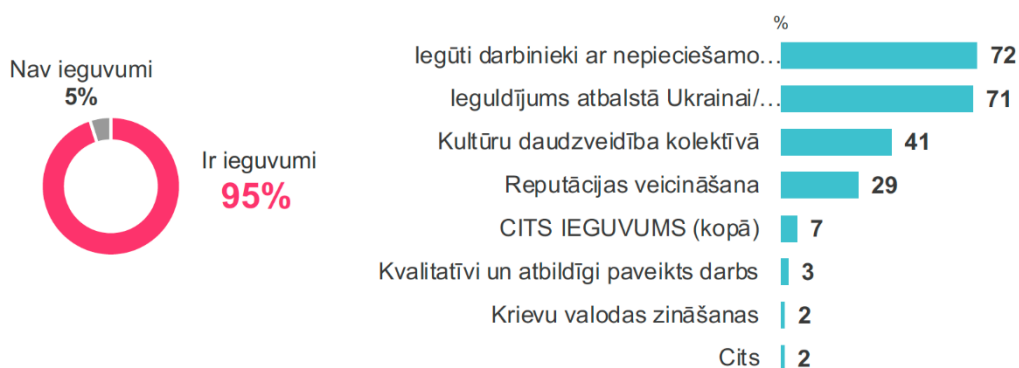 Nav ieguvumi
5%
Ir ieguvumi
95%
%
Iegūti darbinieki ar nepieciešamo... 72
Ieguldījums atbalstā Ukrainai/... 71
Kultūru daudzveidība kolektīvā 41
Reputācijas veicināšana 29
CITS IEGUVUMS (kopā) 7
Kvalitatīvi un atbildīgi paveikts darbs 3
Krievu valodas zināšanas 2
Cits 2